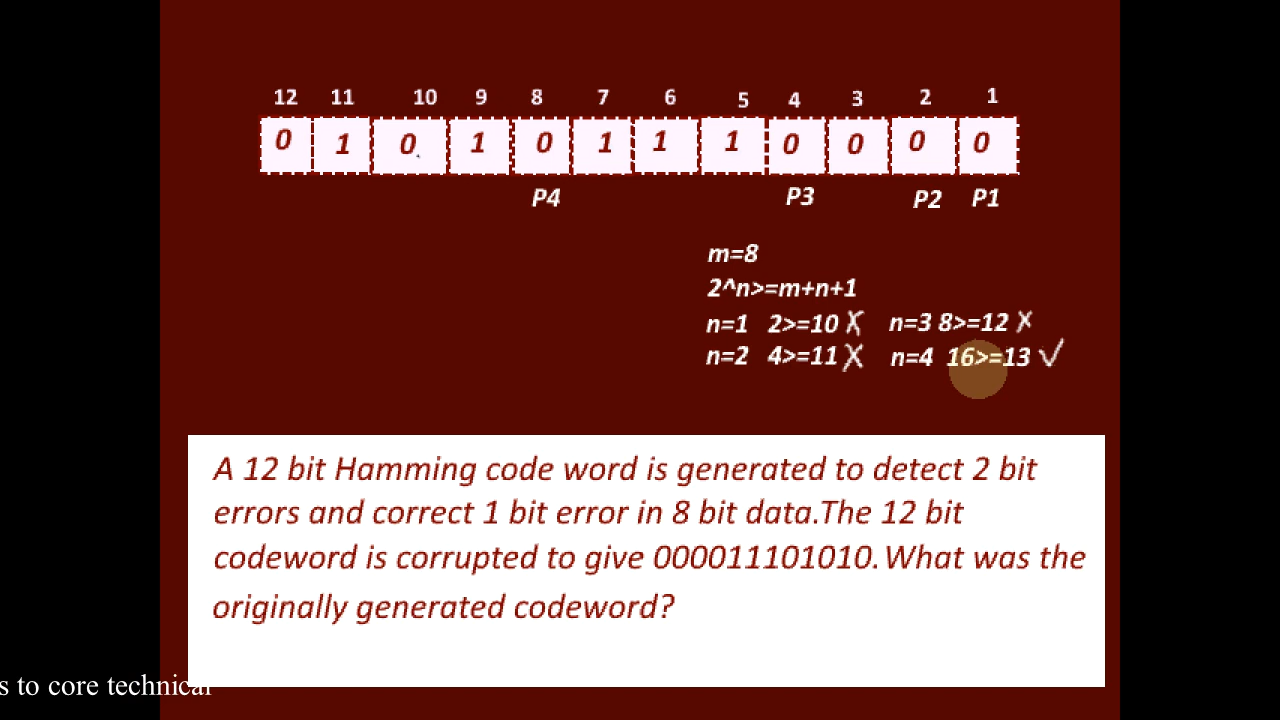 12 11 10 9 8 7 6 5 4 3 2 1
0 1 0. 1 0 1 1 1 0 0 0 0
P4 P3 P2 P1
m=8
2^n>=m+n+1
n=1 2>=10 X n=3 8>=12 X
n=2 4>=11 X n=4 16>=13 ✓
A 12 bit Hamming code word is generated to detect 2 bit
errors and correct 1 bit error in 8 bit data.The 12 bit
codeword is corrupted to give 000011101010. What was the
originally generated codeword?
s to core technical